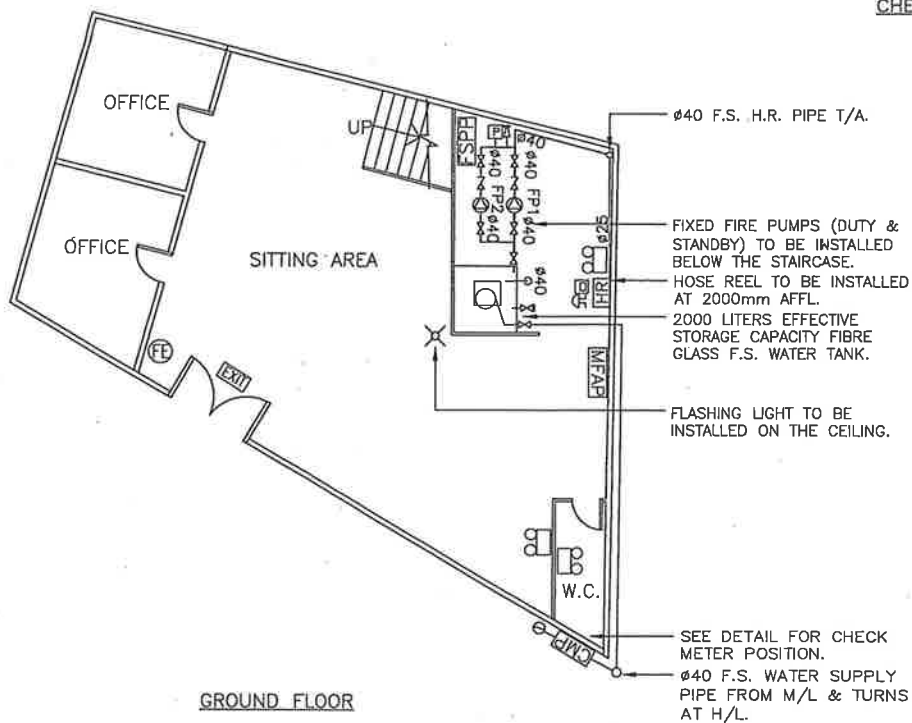 CHE
OFFICE
UP
FSPP
P
ø40
ø40
ø40
FP2
FP1
ø40
ø40
OFFICE
SITTING AREA
ø40
ø25
HR
FE
EXIT
MFAP
W.C.
CMP
ø40 F.S. H.R. PIPE T/A.
FIXED FIRE PUMPS (DUTY &
STANDBY) TO BE INSTALLED
BELOW THE STAIRCASE.
HOSE REEL TO BE INSTALLED
AT 2000mm AFFL.
2000 LITERS EFFECTIVE
STORAGE CAPACITY FIBRE
GLASS F.S. WATER TANK.
FLASHING LIGHT TO BE
INSTALLED ON THE CEILING.
SEE DETAIL FOR CHECK
METER POSITION.
ø40 F.S. WATER SUPPLY
PIPE FROM M/L & TURNS
AT H/L.
GROUND FLOOR